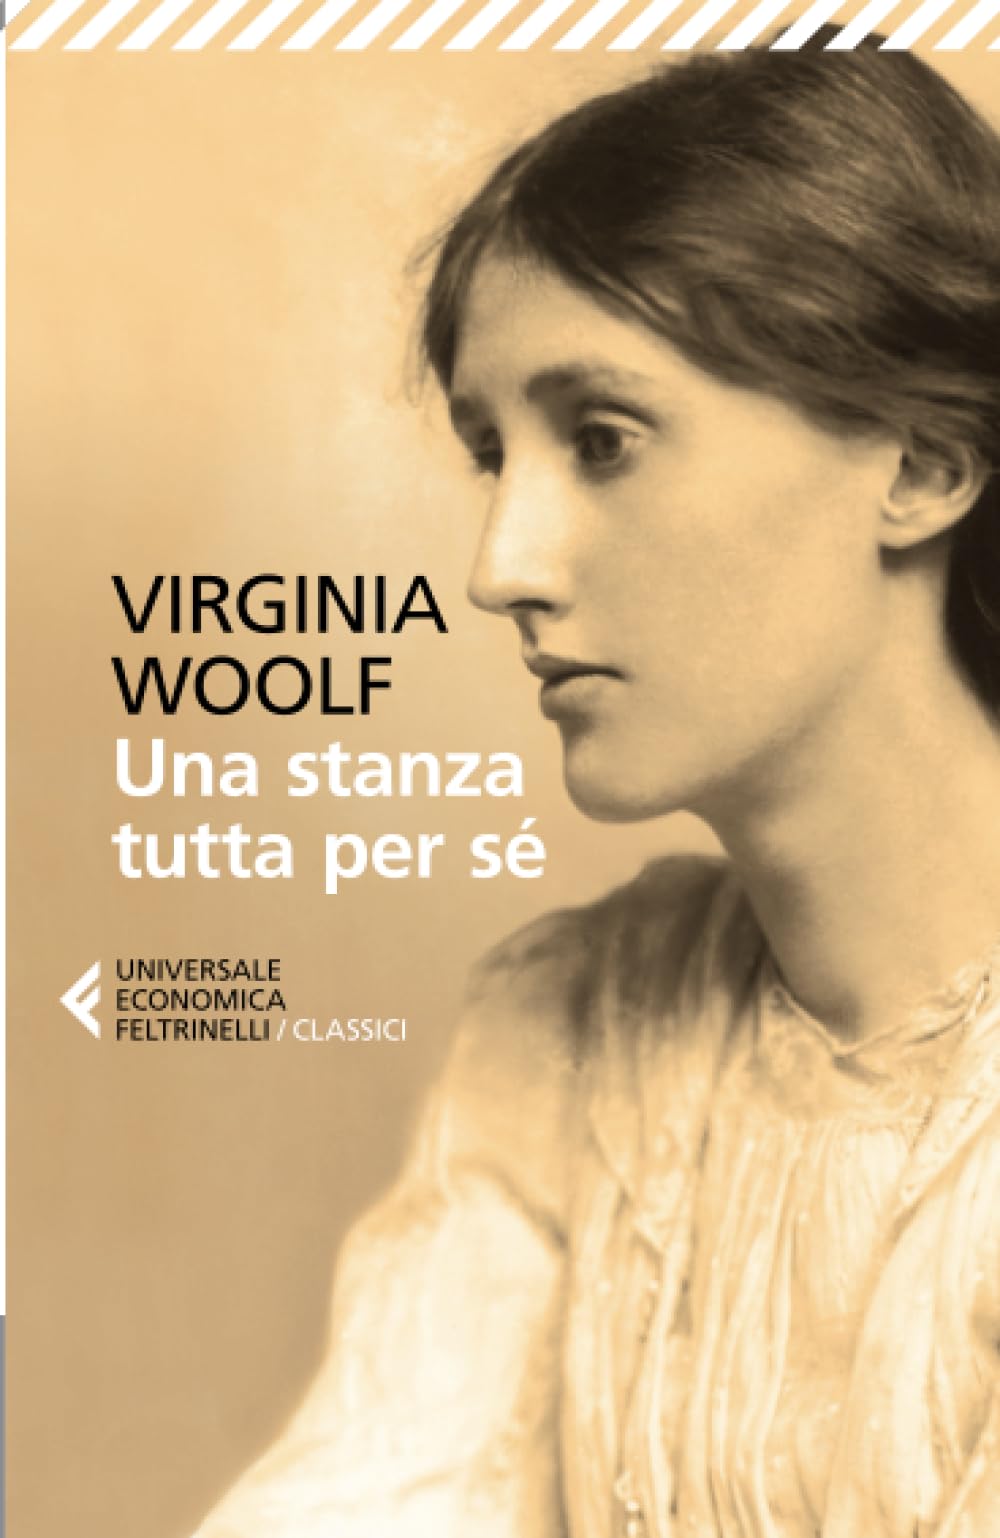 VIRGINIA
WOOLF
Una stanza
tutta per sé
UNIVERSALE
ECONOMICA
FELTRINELLI / CLASSICI